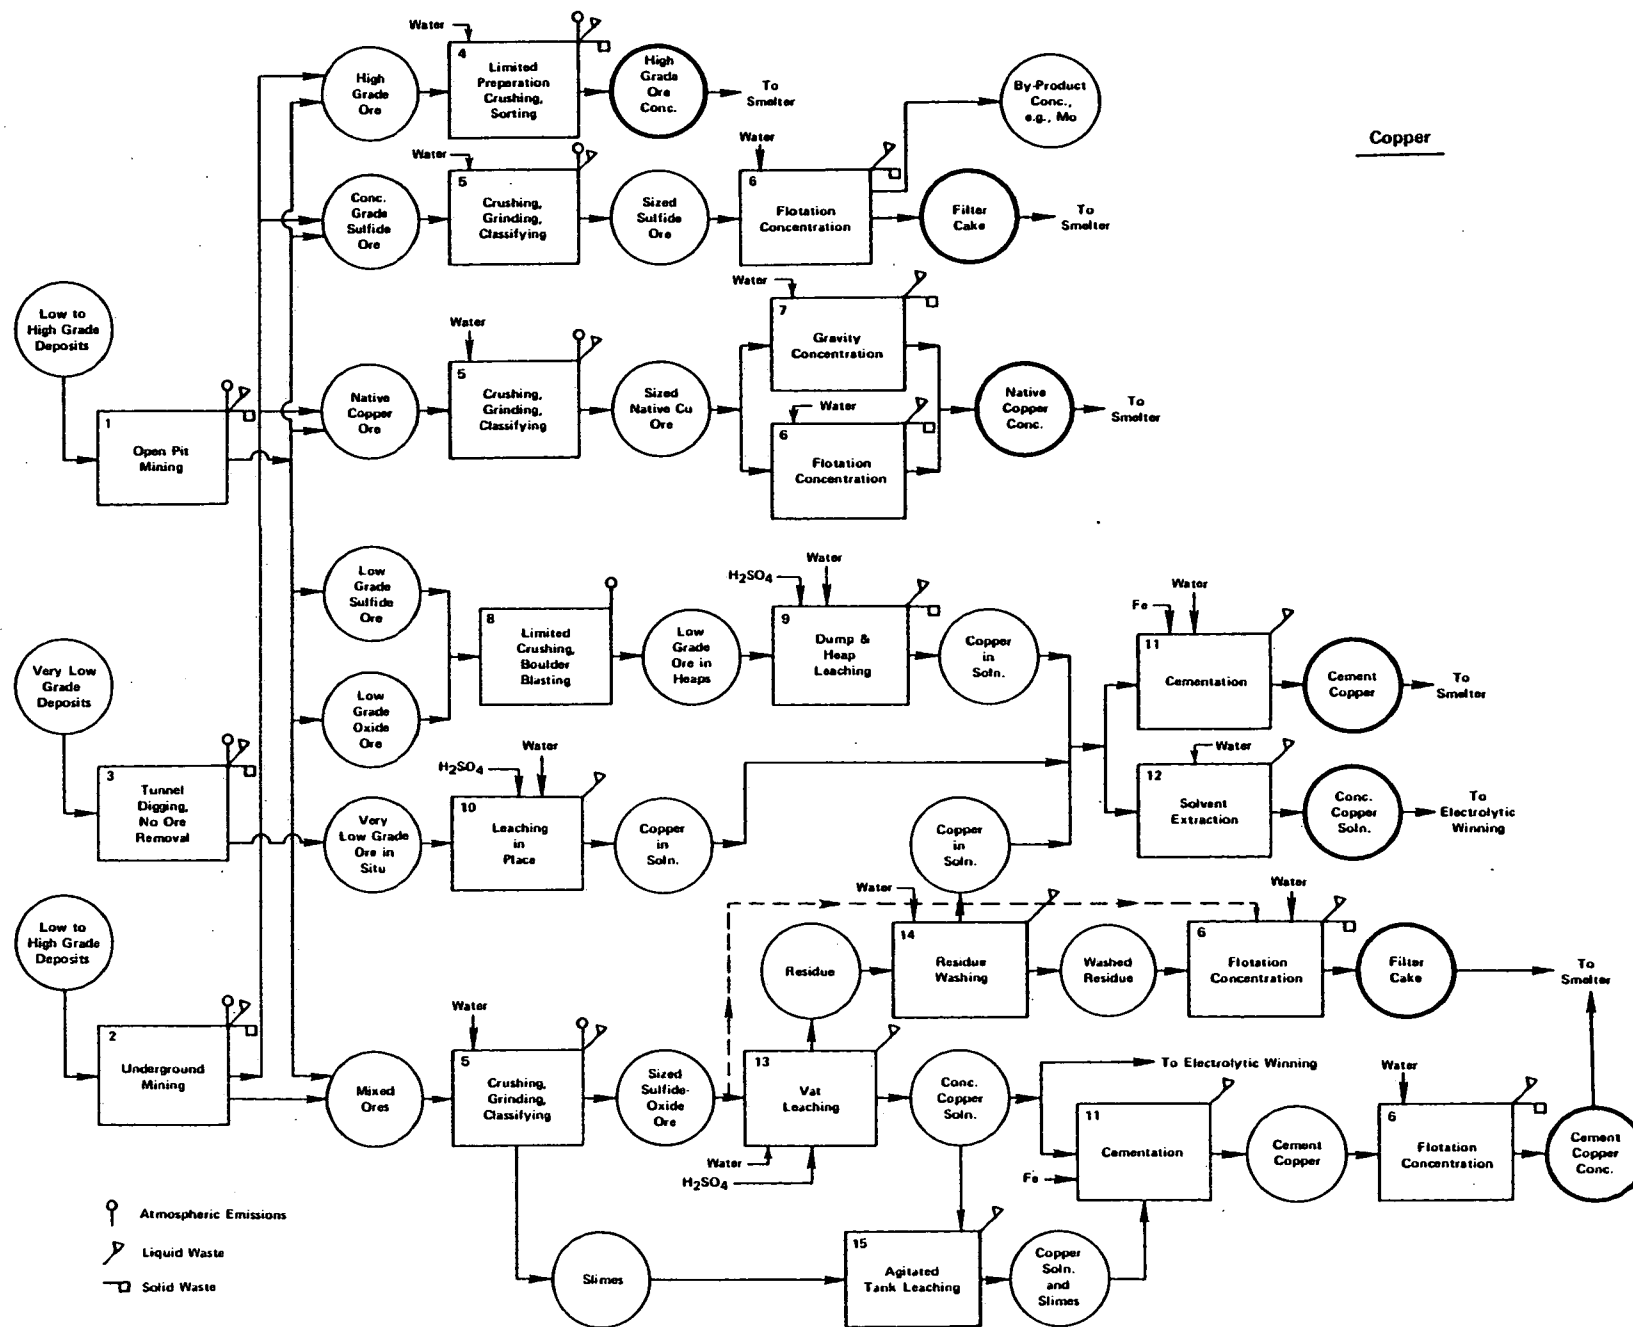 Copper
Water
4
Limited
Preparation
Crushing,
Sorting
High
Grade
Ore
High
Grade
Ore
Conc.
To
Smelter
By-Product
Conc.,
e.g., Mo
Water
5
Crushing,
Grinding,
Classifying
Conc.
Grade
Sulfide
Ore
Sized
Sulfide
Ore
Water
6
Flotation
Concentration
Filter
Cake
To
Smelter
Low to
High Grade
Deposits
1
Open Pit
Mining
Native
Copper
Ore
Water
5
Crushing,
Grinding,
Classifying
Sized
Native Cu
Ore
Water
7
Gravity
Concentration
Water
6
Flotation
Concentration
Native
Copper
Conc.
To
Smelter
Low
Grade
Sulfide
Ore
Low
Grade
Oxide
Ore
8
Limited
Crushing,
Boulder
Blasting
Low
Grade
Ore in
Heaps
H2SO4
Water
9
Dump &
Heap
Leaching
Copper
in
Soln.
Fe
Water
11
Cementation
Cement
Copper
To
Smelter
Water
12
Solvent
Extraction
Conc.
Copper
Soln.
To
Electrolytic
Winning
Very Low
Grade
Deposits
3
Tunnel
Digging,
No Ore
Removal
Very
Low Grade
Ore in
Situ
H2SO4
Water
10
Leaching
in
Place
Copper
in
Soln.
Copper
in
Soln.
Low to
High Grade
Deposits
2
Underground
Mining
Mixed
Ores
Water
5
Crushing,
Grinding,
Classifying
Sized
Sulfide-
Oxide
Ore
13
Vat
Leaching
Water
H2SO4
Residue
Water
14
Residue
Washing
Washed
Residue
Water
6
Flotation
Concentration
Filter
Cake
To
Smelter
Conc.
Copper
Soln.
To Electrolytic Winning
11
Cementation
Fe
Cement
Copper
Water
6
Flotation
Concentration
Cement
Copper
Conc.
Slimes
15
Agitated
Tank Leaching
Copper
Soln.
and
Slimes
Atmospheric Emissions
Liquid Waste
Solid Waste